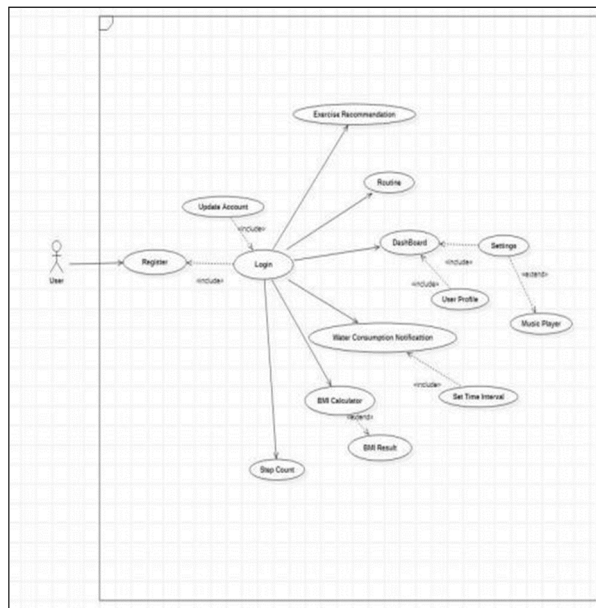 Exercise Recommendation
Routine
Update Account
<include>
DashBoard
Settings
<include>
Register
Login
<include>
<extend>
User
<include>
User Profile
Music Player
Water Consumption Notification
<include>
Set Time Interval
BMI Calculator
<extend>
BMI Result
Step Count